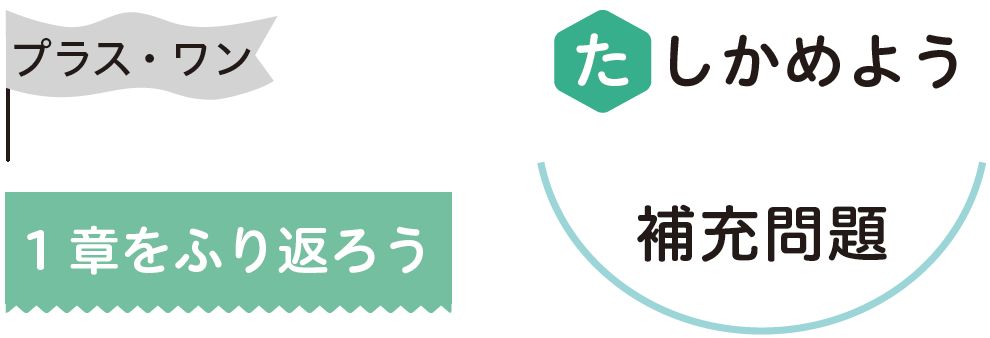 プラス・ワン
たしかめよう
1章をふり返ろう
補充問題